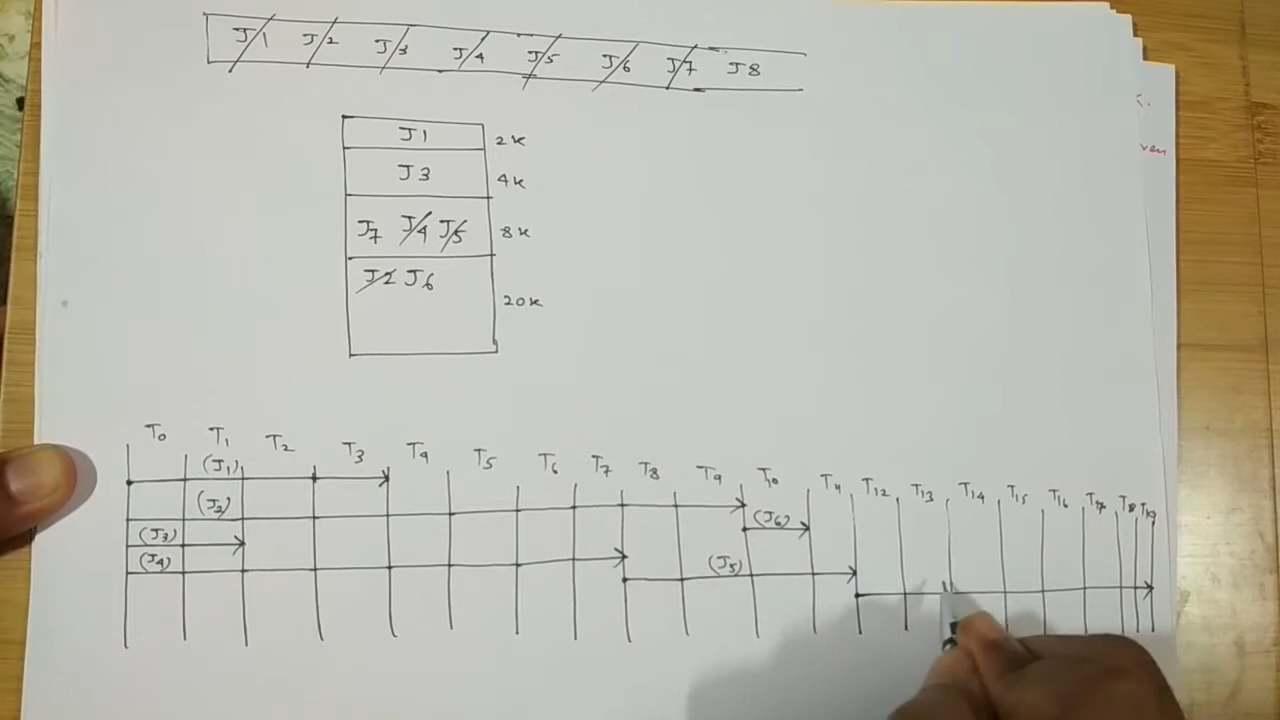 J1 J2 J3 J4 J5 J6 J7 J8
J1 2K
J3 4K
J7 J4 J5 8K
J2 J6 20K
T0 T1 T2 T3 T4 T5 T6 T7 T8 T9 T10 T11 T12 T13 T14 T15 T16 T17 T18 T19
(J1)
(J2)
(J6)
(J3)
(J4)
(J5)
ven